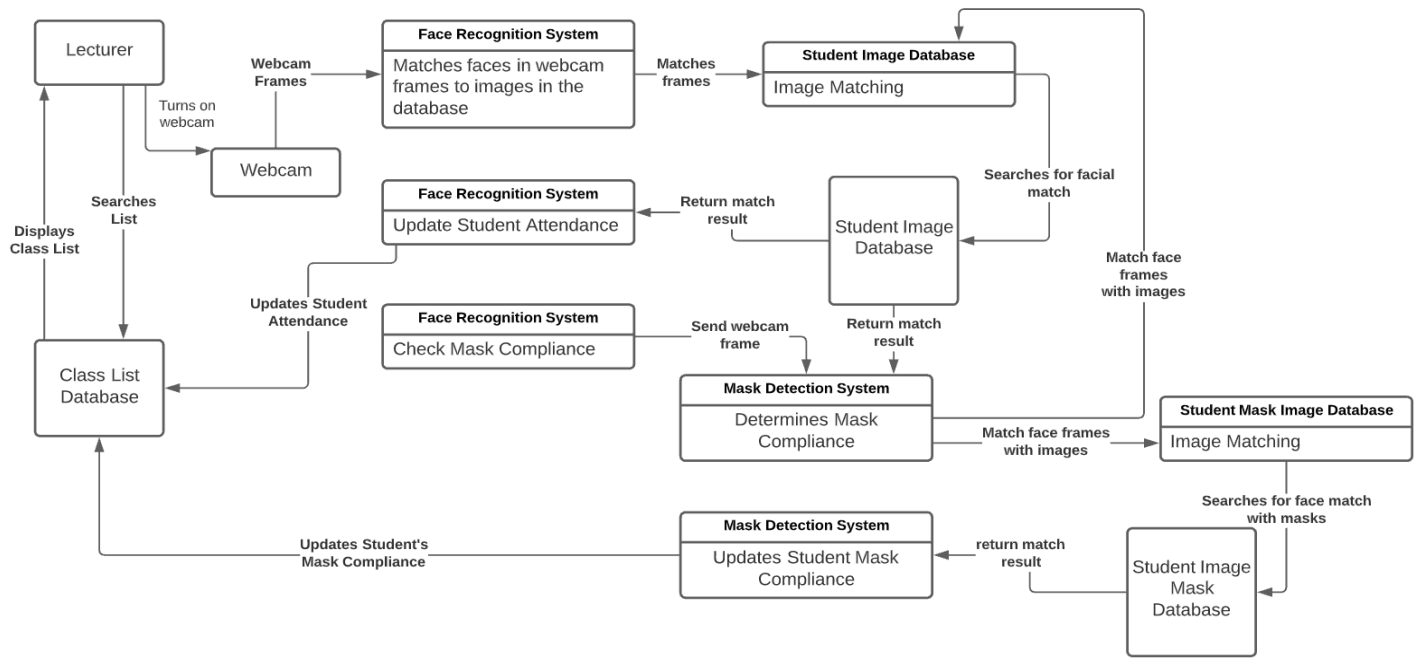 Lecturer
Turns on
webcam
Webcam
Webcam
Frames
Face Recognition System
Matches faces in webcam
frames to images in the
database
Matches
frames
Student Image Database
Image Matching
Searches for facial
match
Student Image
Database
Return match
result
Face Recognition System
Update Student Attendance
Updates Student
Attendance
Searches
List
Displays
Class List
Class List
Database
Face Recognition System
Check Mask Compliance
Send webcam
frame
Return match
result
Match face
frames
with images
Mask Detection System
Determines Mask
Compliance
Match face frames
with images
Student Mask Image Database
Image Matching
Searches for face match
with masks
Student Image
Mask
Database
return match
result
Mask Detection System
Updates Student Mask
Compliance
Updates Student's
Mask Compliance